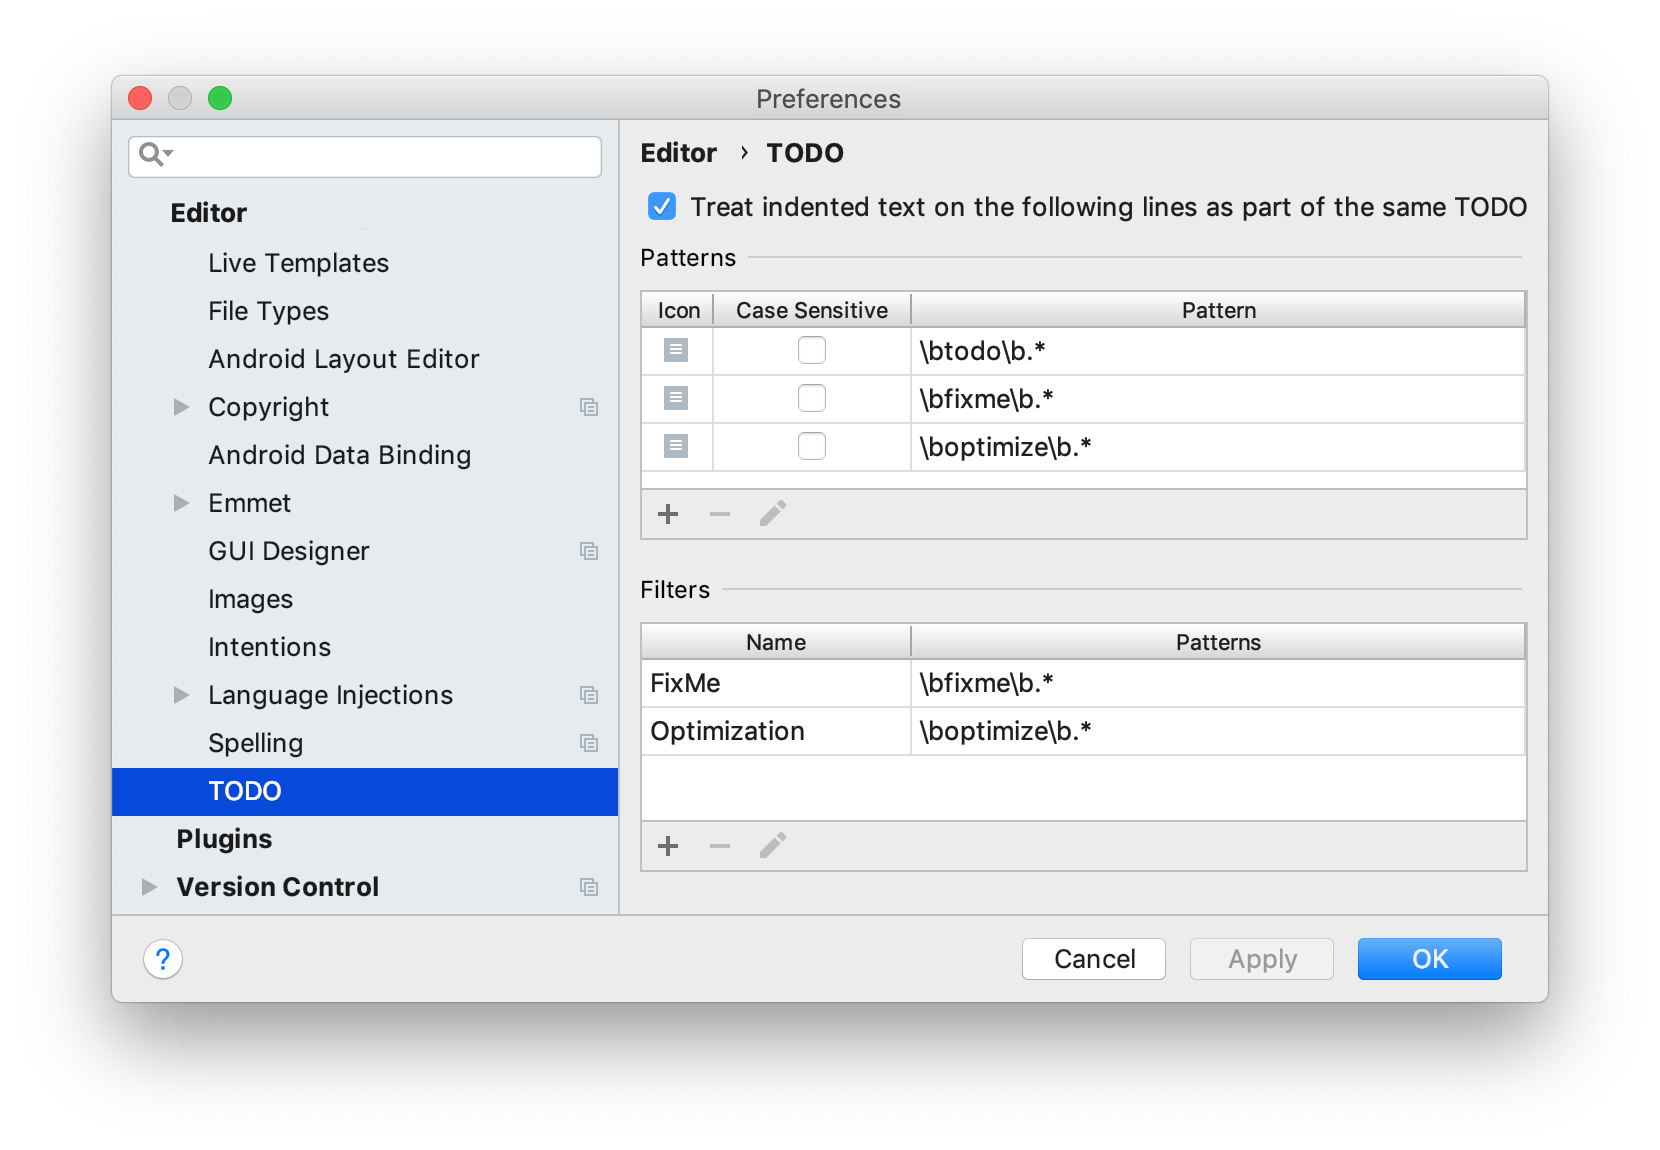 Preferences
Editor
Live Templates
File Types
Android Layout Editor
Copyright
Android Data Binding
Emmet
GUI Designer
Images
Intentions
Language Injections
Spelling
TODO
Plugins
Version Control
Editor › TODO
Treat indented text on the following lines as part of the same TODO
Patterns
Icon Case Sensitive Pattern
\btodo\b.*
\bfixme\b.*
\boptimize\b.*
Filters
Name Patterns
FixMe \bfixme\b.*
Optimization \boptimize\b.*
? Cancel Apply OK